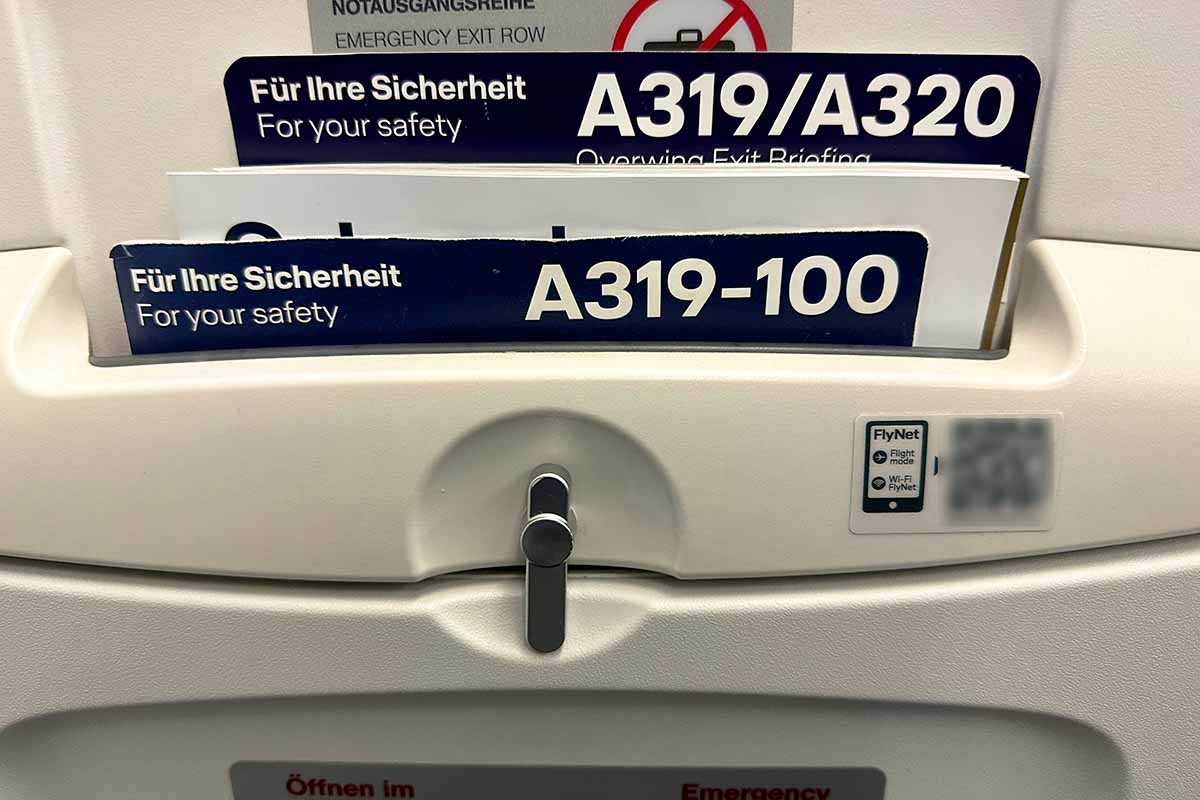 NOTAUSGANGSREIHE
EMERGENCY EXIT ROW
Für Ihre Sicherheit
For your safety
A319/A320
Overwing Exit Briefing
Für Ihre Sicherheit
For your safety
A319-100
FlyNet
Flight
mode
Wi-Fi
FlyNet
Öffnen im
Emergency